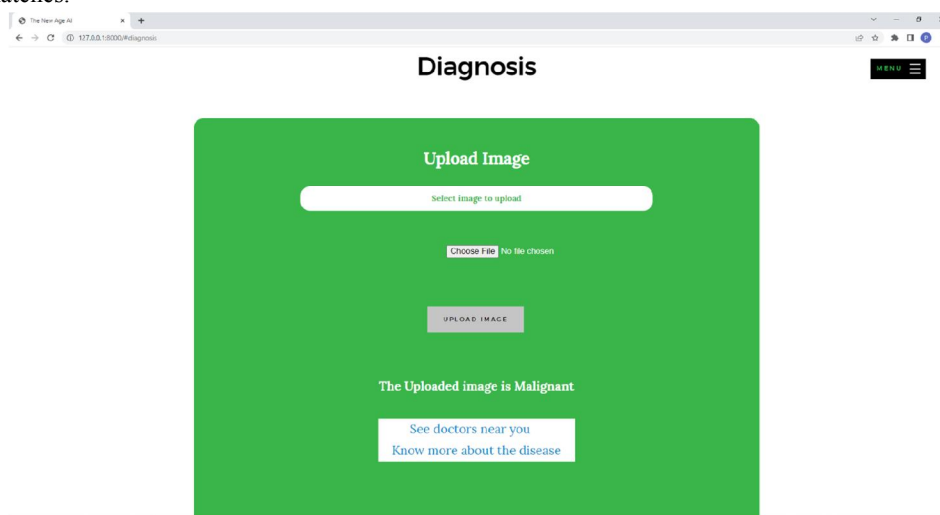 The New Age AI
127.0.0.1:8000/#diagnosis
Diagnosis
MENU
Upload Image
Select image to upload
Choose File No file chosen
UPLOAD IMAGE
The Uploaded image is Malignant
See doctors near you
Know more about the disease